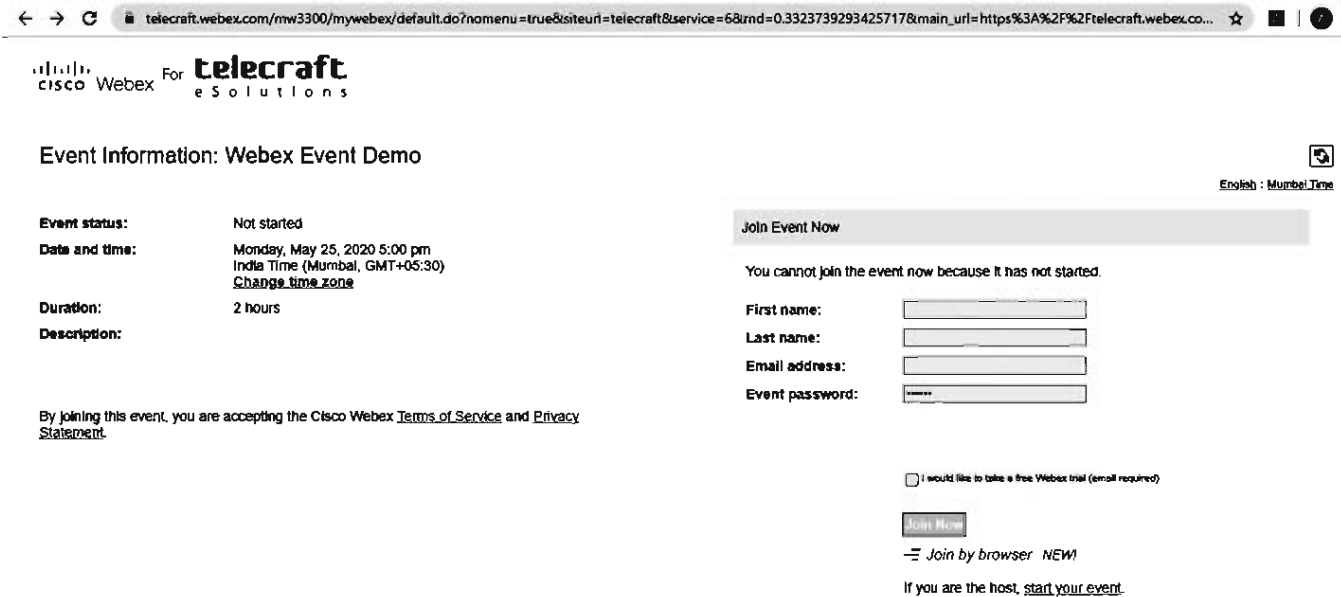 telecraft.webex.com/mw3300/mywebex/default.do?nomenu=true&siteurl=telecraft&service=6&rnd=0.3323739293425717&main_url=https%3A%2F%2Ftelecraft.webex.co...
cisco Webex For telecraft
eSolutions
Event Information: Webex Event Demo
English : Mumbai Time
Event status: Not started
Date and time: Monday, May 25, 2020 5:00 pm
India Time (Mumbai, GMT+05:30)
Change time zone
Duration: 2 hours
Description:
By joining this event, you are accepting the Cisco Webex Terms of Service and Privacy
Statement.
Join Event Now
You cannot join the event now because it has not started.
First name:
Last name:
Email address:
Event password:
I would like to take a free Webex trial (email required)
Join Now
Join by browser NEW!
If you are the host, start your event.